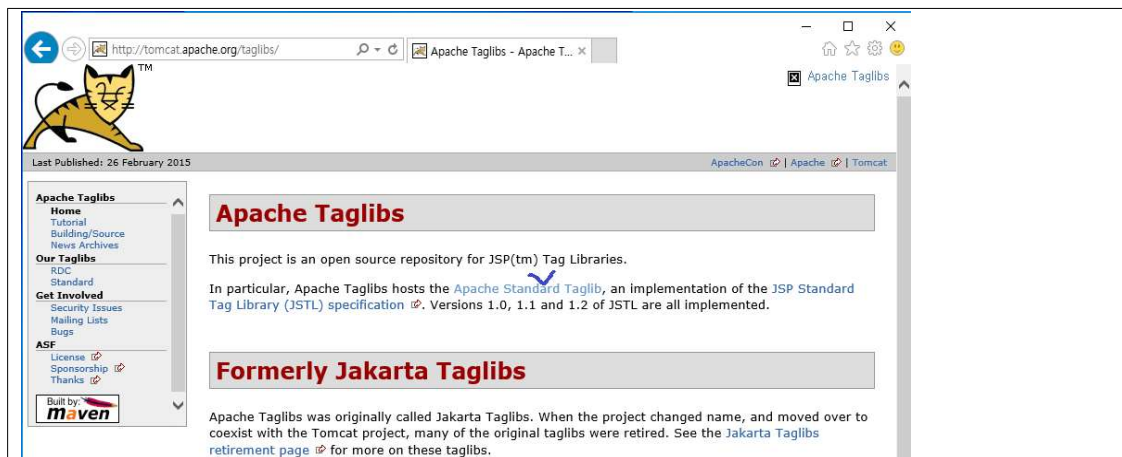 http://tomcat.apache.org/taglibs/
Apache Taglibs - Apache T...
TM
Apache Taglibs
Last Published: 26 February 2015
ApacheCon | Apache | Tomcat
Apache Taglibs
Home
Tutorial
Building/Source
News Archives
Our Taglibs
RDC
Standard
Get Involved
Security Issues
Mailing Lists
Bugs
ASF
License
Sponsorship
Thanks
Built by:
maven
Apache Taglibs
This project is an open source repository for JSP(tm) Tag Libraries.
In particular, Apache Taglibs hosts the Apache Standard Taglib, an implementation of the JSP Standard
Tag Library (JSTL) specification . Versions 1.0, 1.1 and 1.2 of JSTL are all implemented.
Formerly Jakarta Taglibs
Apache Taglibs was originally called Jakarta Taglibs. When the project changed name, and moved over to
coexist with the Tomcat project, many of the original taglibs were retired. See the Jakarta Taglibs
retirement page for more on these taglibs.